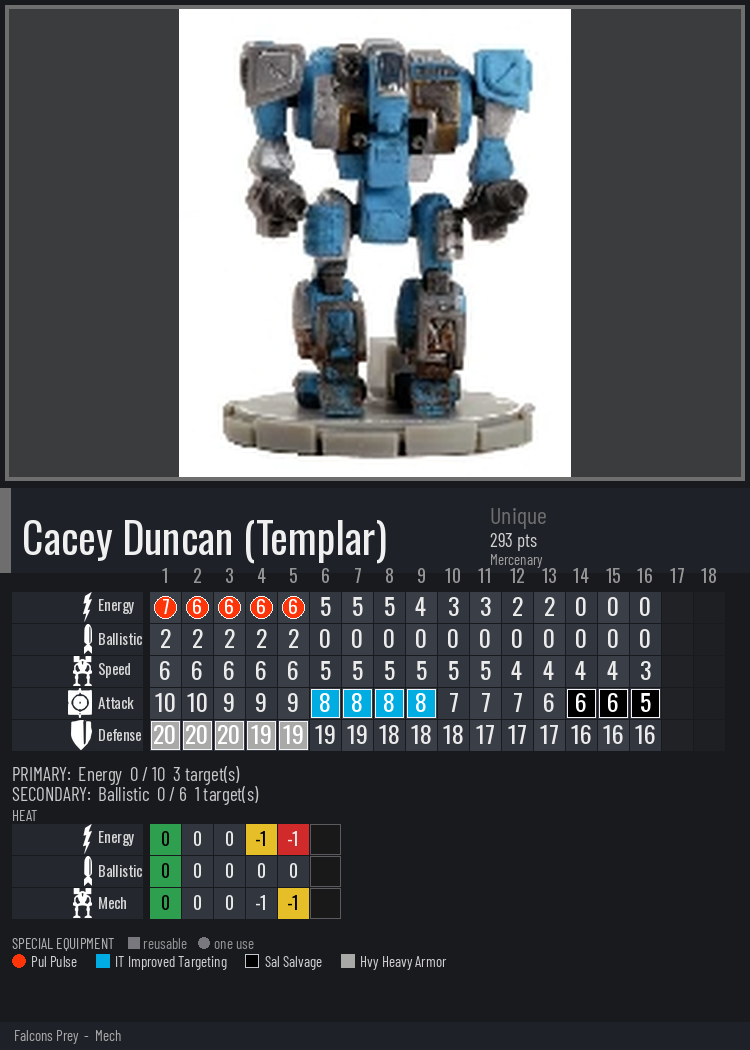 Cacey Duncan (Templar)
Unique
293 pts
Mercenary
1 2 3 4 5 6 7 8 9 10 11 12 13 14 15 16 17 18
Energy 7 6 6 6 6 5 5 5 4 3 3 2 2 0 0 0
Ballistic 2 2 2 2 2 0 0 0 0 0 0 0 0 0 0 0
Speed 6 6 6 6 6 5 5 5 5 5 5 4 4 4 4 3
Attack 10 10 9 9 9 8 8 8 8 7 7 7 6 6 6 5
Defense 20 20 20 19 19 19 19 18 18 18 17 17 17 16 16 16
PRIMARY: Energy 0 / 10 3 target(s)
SECONDARY: Ballistic 0 / 6 1 target(s)
HEAT
Energy 0 0 0 -1 -1
Ballistic 0 0 0 0 0
Mech 0 0 0 -1 -1
SPECIAL EQUIPMENT reusable one use
Pul Pulse IT Improved Targeting Sal Salvage Hvy Heavy Armor
Falcons Prey - Mech